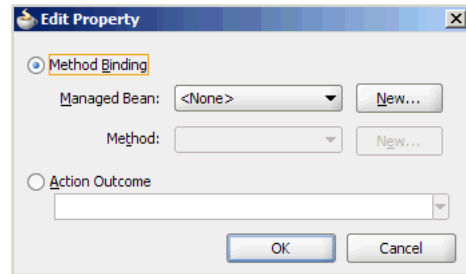 Edit Property
Method Binding
Managed Bean: <None> New...
Method: New...
Action Outcome
OK Cancel